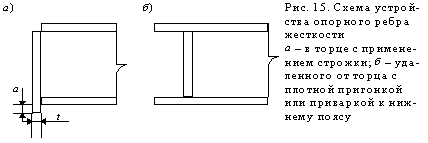 а) б)
Рис. 15. Схема устрой-
ства опорного ребра
жесткости
а – в торце с примене-
нием строжки; б – уда-
ленного от торца с
плотной пригонкой
или приваркой к ниж-
нему поясу
а
t